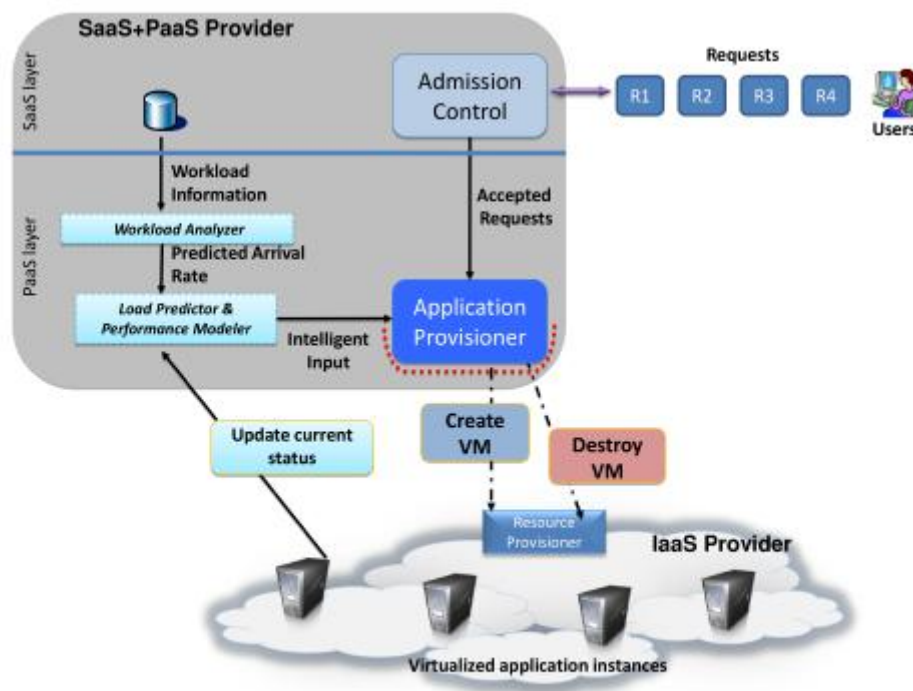 SaaS+PaaS Provider
SaaS layer
Admission
Control
Requests
R1
R2
R3
R4
Users
Workload
Information
Accepted
Requests
PaaS layer
Workload Analyzer
Predicted Arrival
Rate
Load Predictor &
Performance Modeler
Intelligent
Input
Application
Provisioner
Update current
status
Create
VM
Destroy
VM
Resource
Provisioner
IaaS Provider
Virtualized application instances